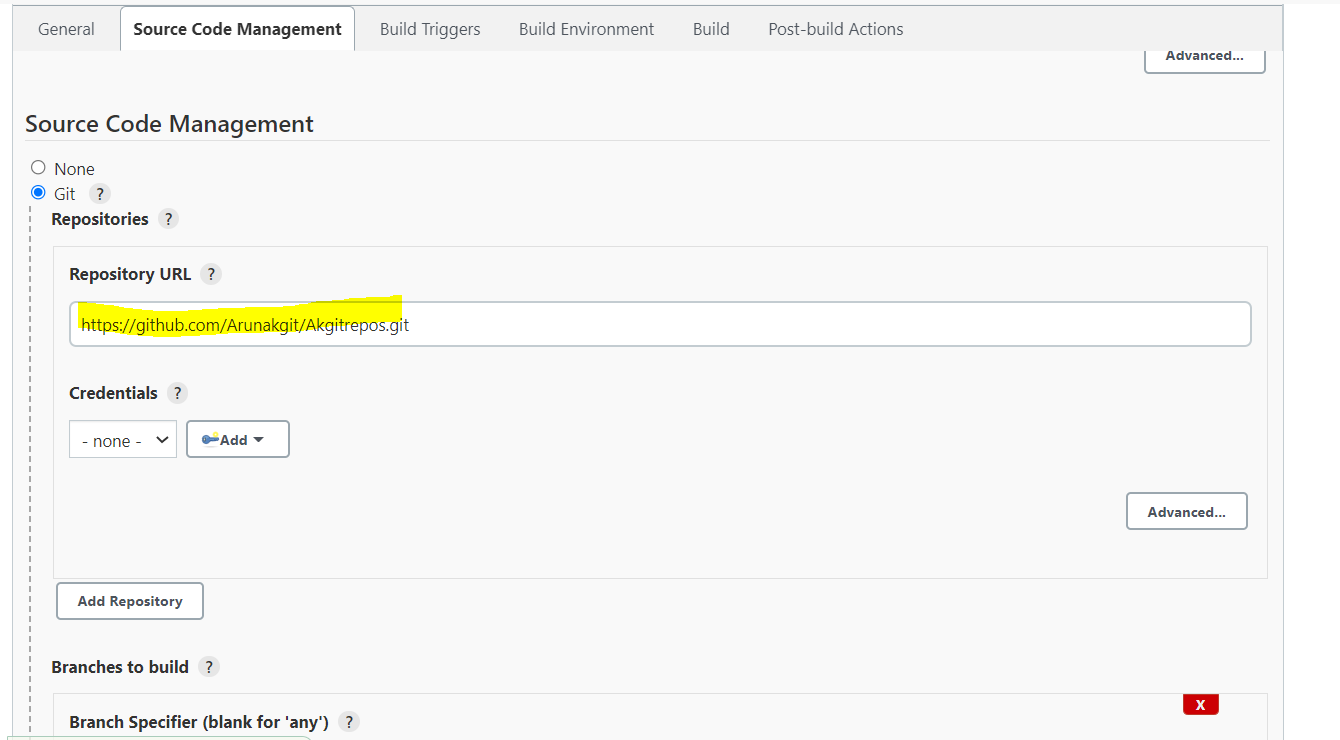 General Source Code Management Build Triggers Build Environment Build Post-build Actions
Advanced...
Source Code Management
None
Git ?
Repositories ?
Repository URL ?
https://github.com/Arunakgit/Akgitrepos.git
Credentials ?
- none - Add
Advanced...
Add Repository
Branches to build ?
X
Branch Specifier (blank for 'any') ?